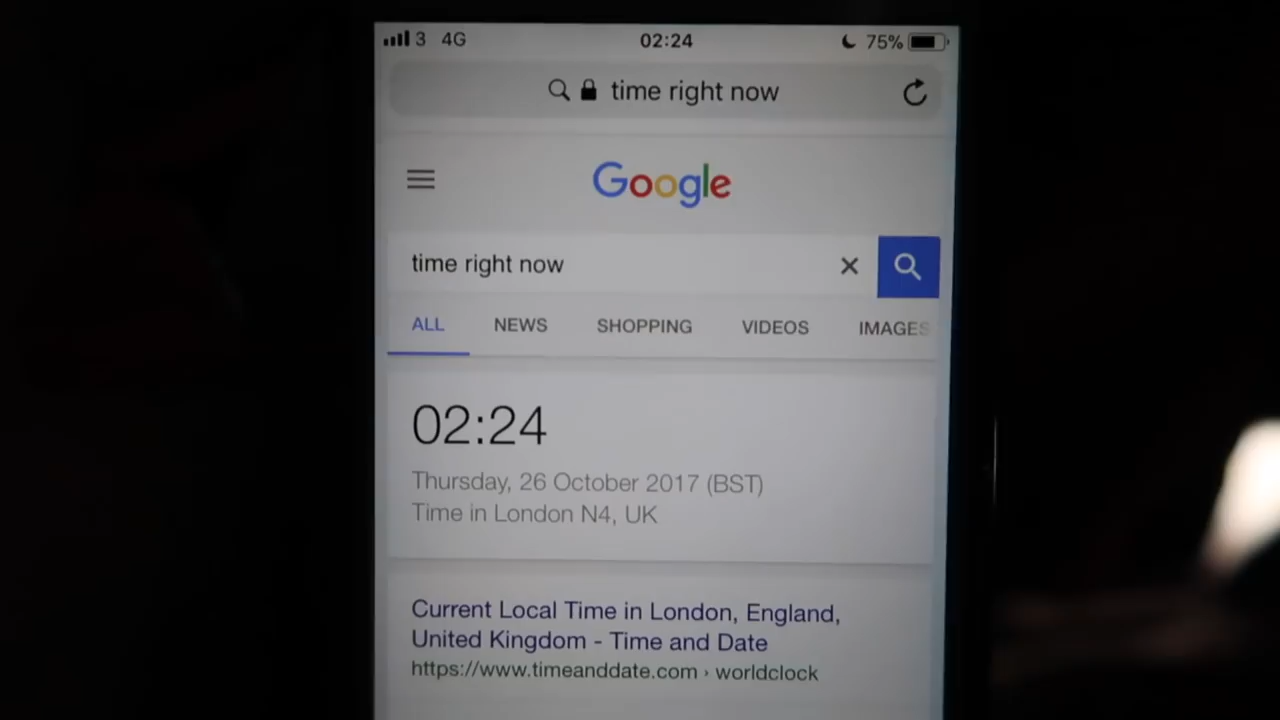 3 4G 02:24 75%
time right now
Google
time right now
ALL NEWS SHOPPING VIDEOS IMAGES
02:24
Thursday, 26 October 2017 (BST)
Time in London N4, UK
Current Local Time in London, England,
United Kingdom - Time and Date
https://www.timeanddate.com › worldclock